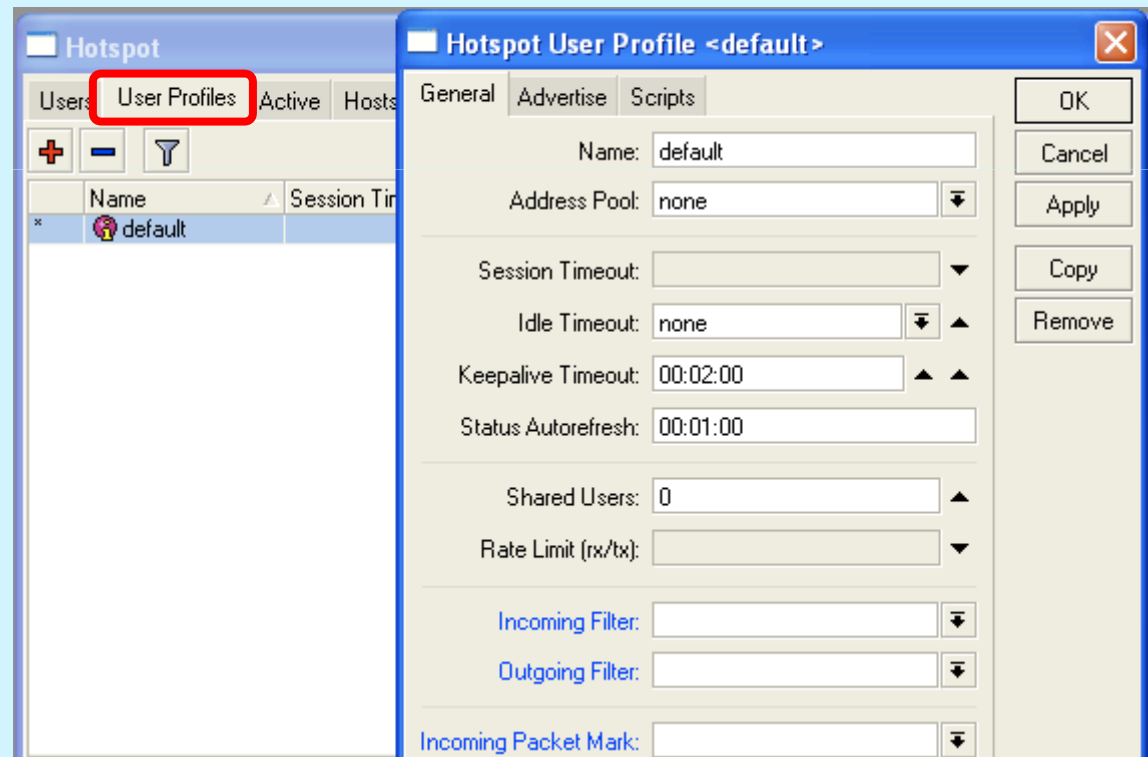 Hotspot
Users User Profiles Active Hosts
Name Session Tim
* default
Hotspot User Profile <default>
General Advertise Scripts
Name: default
Address Pool: none
Session Timeout:
Idle Timeout: none
Keepalive Timeout: 00:02:00
Status Autorefresh: 00:01:00
Shared Users: 0
Rate Limit (rx/tx):
Incoming Filter:
Outgoing Filter:
Incoming Packet Mark:
OK
Cancel
Apply
Copy
Remove